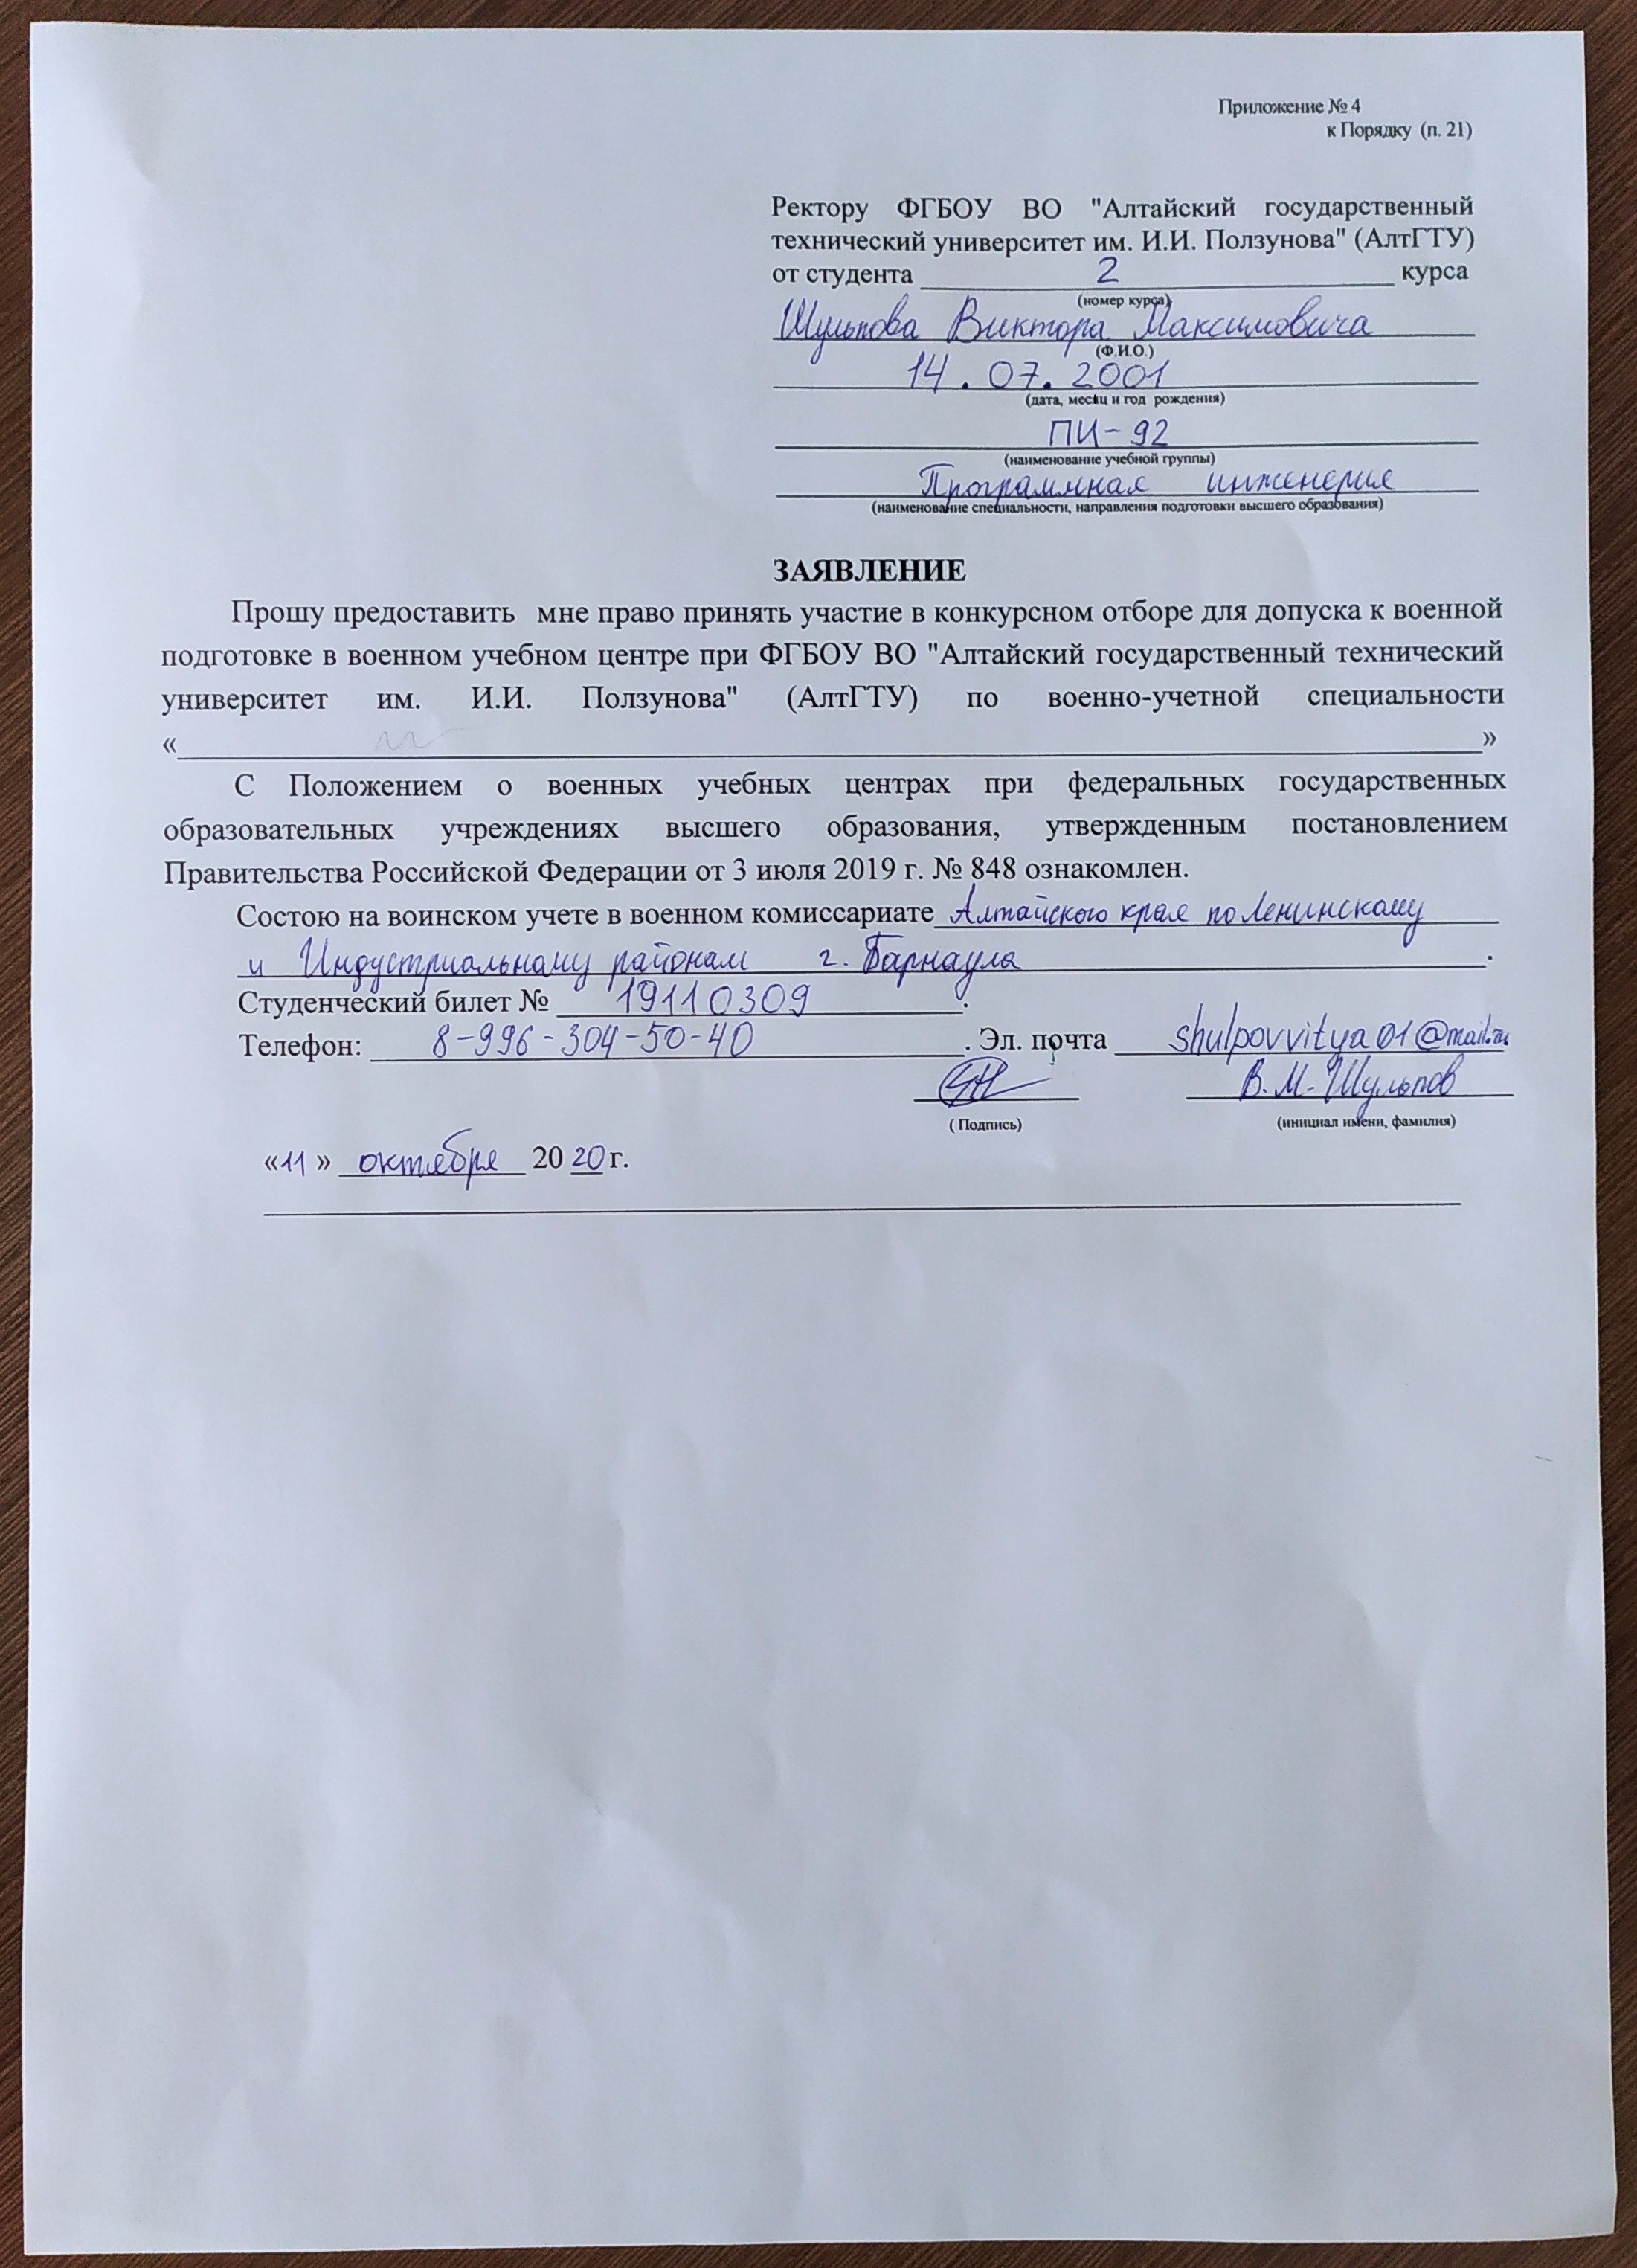 Приложение № 4
к Порядку (п. 21)
Ректору ФГБОУ ВО "Алтайский государственный
технический университет им. И.И. Ползунова" (АлтГТУ)
от студента 2 курса
(номер курса)
Шульпова Виктора Максимовича
(Ф.И.О.)
14.07.2001
(дата, месяц и год рождения)
ПИ-92
(наименование учебной группы)
Программная инженерия
(наименование специальности, направления подготовки высшего образования)
ЗАЯВЛЕНИЕ
Прошу предоставить мне право принять участие в конкурсном отборе для допуска к военной
подготовке в военном учебном центре при ФГБОУ ВО "Алтайский государственный технический
университет им. И.И. Ползунова" (АлтГТУ) по военно-учетной специальности
« »
С Положением о военных учебных центрах при федеральных государственных
образовательных учреждениях высшего образования, утвержденным постановлением
Правительства Российской Федерации от 3 июля 2019 г. № 848 ознакомлен.
Состою на воинском учете в военном комиссариате Алтайского края по Ленинскому
и Индустриальному районам г. Барнаула.
Студенческий билет № 19110309.
Телефон: 8-996-304-50-40. Эл. почта shulpovvitya01@mail.ru
В.М. Шульпов
(Подпись) (инициал имени, фамилия)
«11» октября 2020 г.